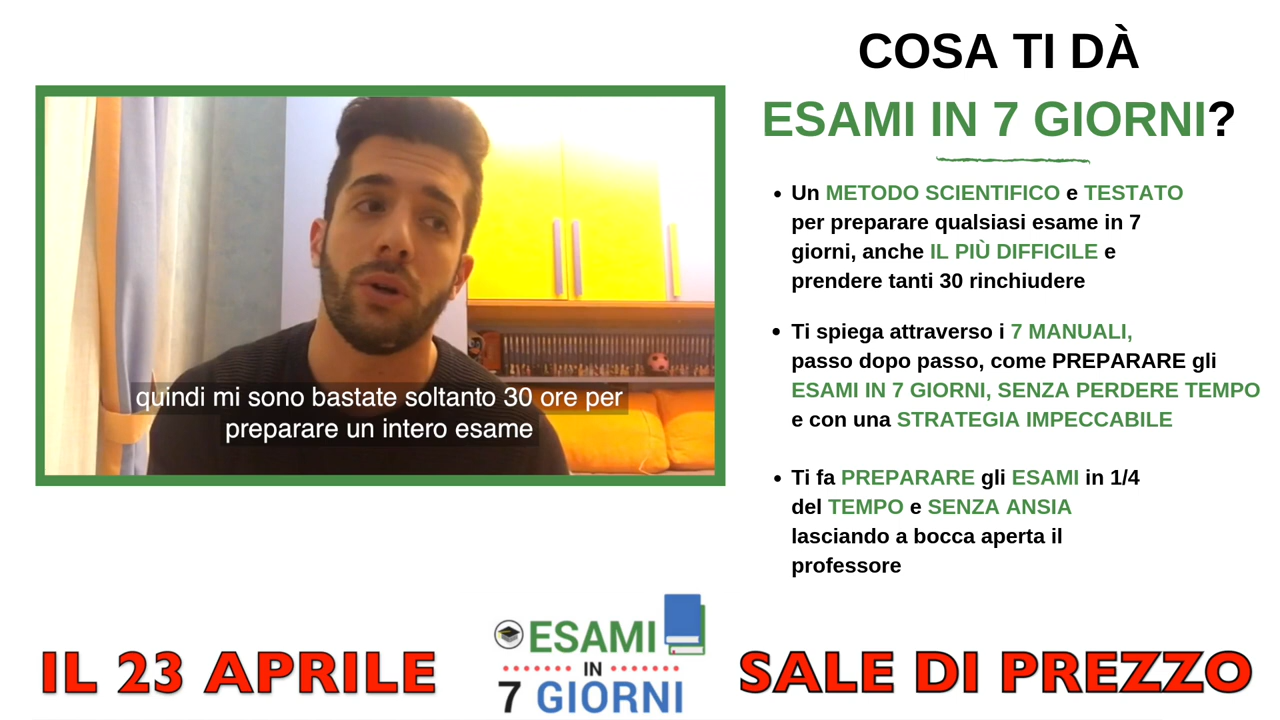 COSA TI DÀ
ESAMI IN 7 GIORNI?
• Un METODO SCIENTIFICO e TESTATO
per preparare qualsiasi esame in 7
giorni, anche IL PIÙ DIFFICILE e
prendere tanti 30 rinchiudere
• Ti spiega attraverso i 7 MANUALI,
passo dopo passo, come PREPARARE gli
ESAMI IN 7 GIORNI, SENZA PERDERE TEMPO
e con una STRATEGIA IMPECCABILE
• Ti fa PREPARARE gli ESAMI in 1/4
del TEMPO e SENZA ANSIA
lasciando a bocca aperta il
professore
quindi mi sono bastate soltanto 30 ore per
preparare un intero esame
IL 23 APRILE
ESAMI
IN
7 GIORNI
SALE DI PREZZO